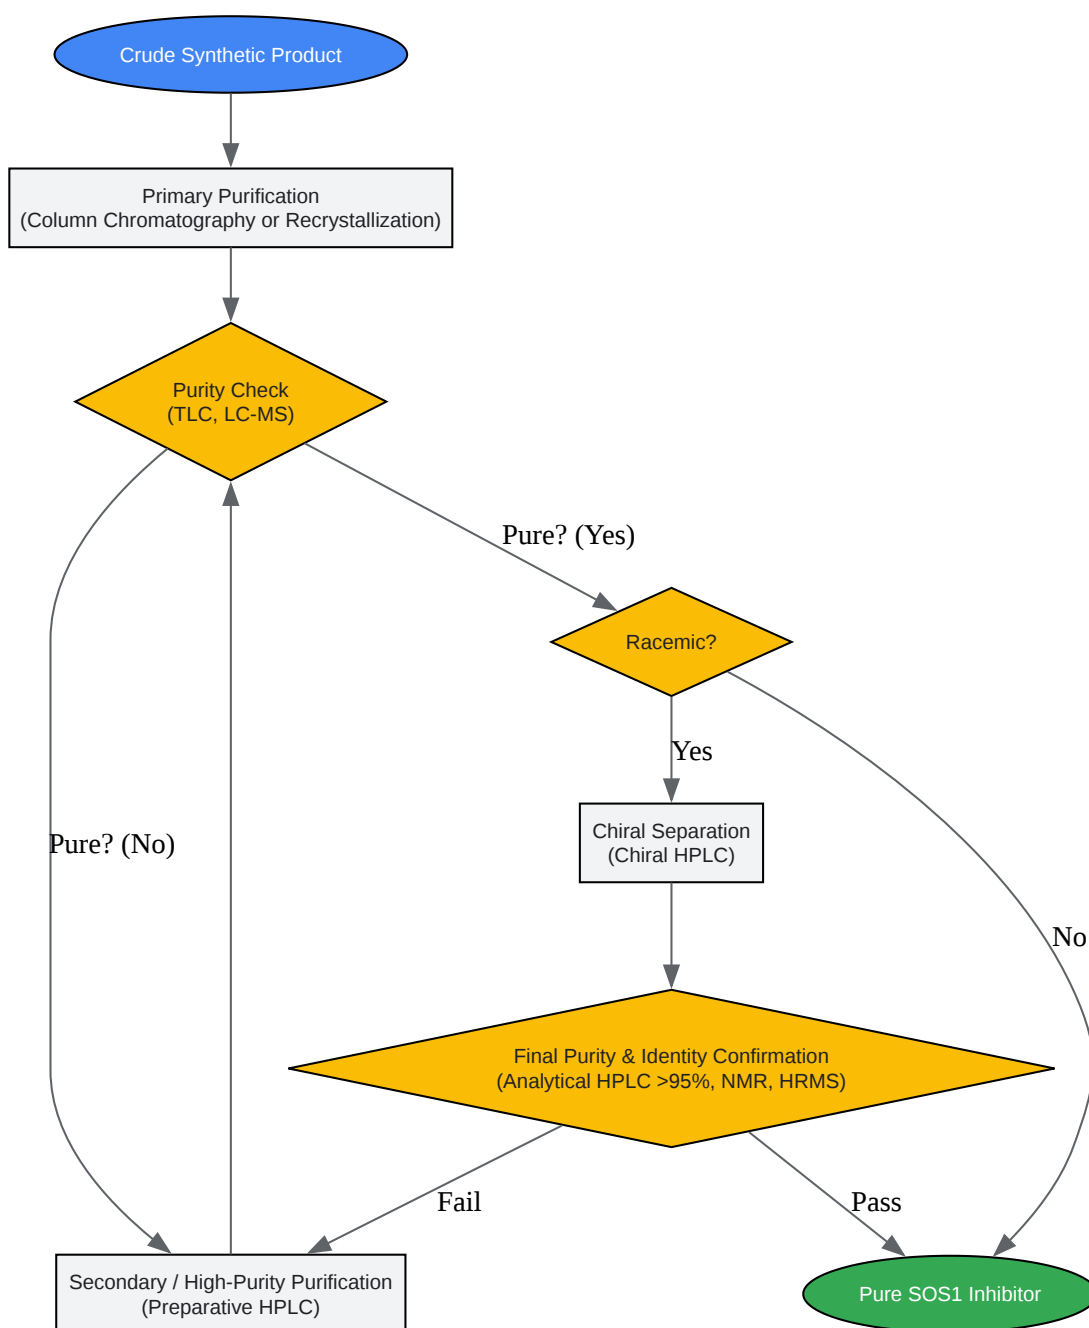 Crude Synthetic Product
Primary Purification
(Column Chromatography or Recrystallization)
Purity Check
(TLC, LC-MS)
Pure? (Yes)
Racemic?
Yes
Chiral Separation
(Chiral HPLC)
Pure? (No)
No
Final Purity & Identity Confirmation
(Analytical HPLC >95%, NMR, HRMS)
Fail
Pass
Secondary / High-Purity Purification
(Preparative HPLC)
Pure SOS1 Inhibitor